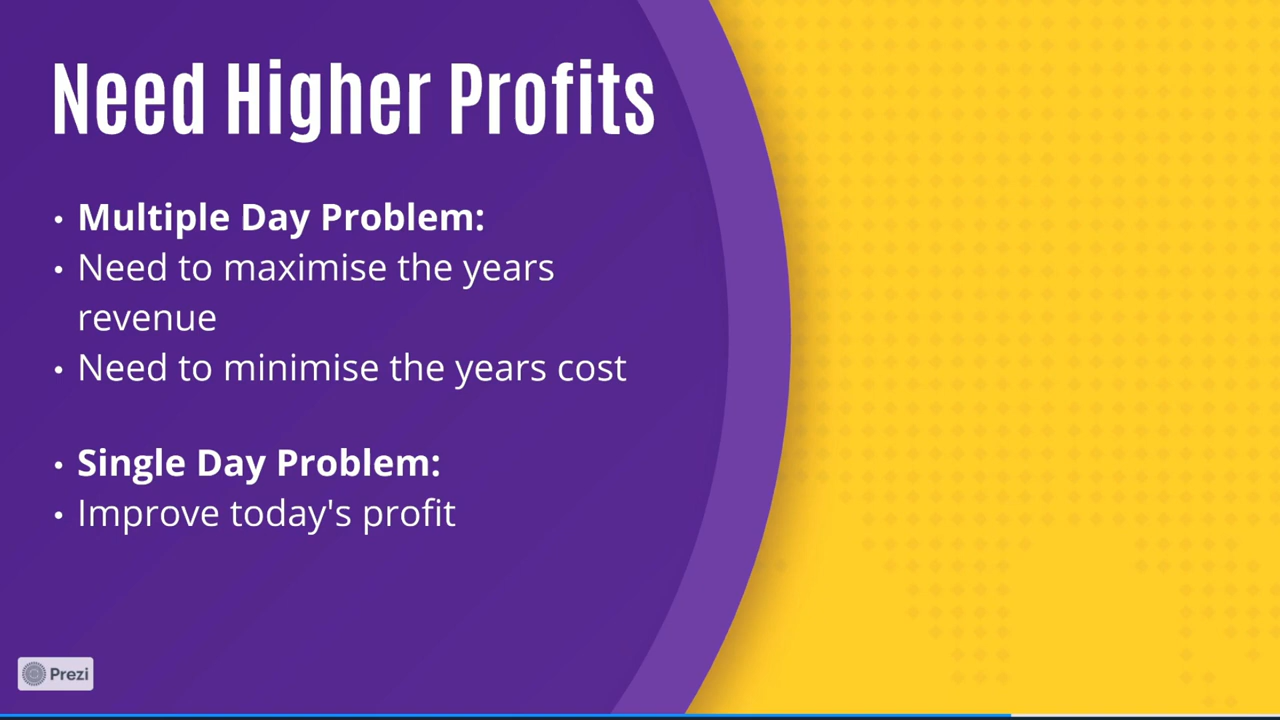 Need Higher Profits
• Multiple Day Problem:
• Need to maximise the years
revenue
• Need to minimise the years cost
• Single Day Problem:
• Improve today's profit
Prezi